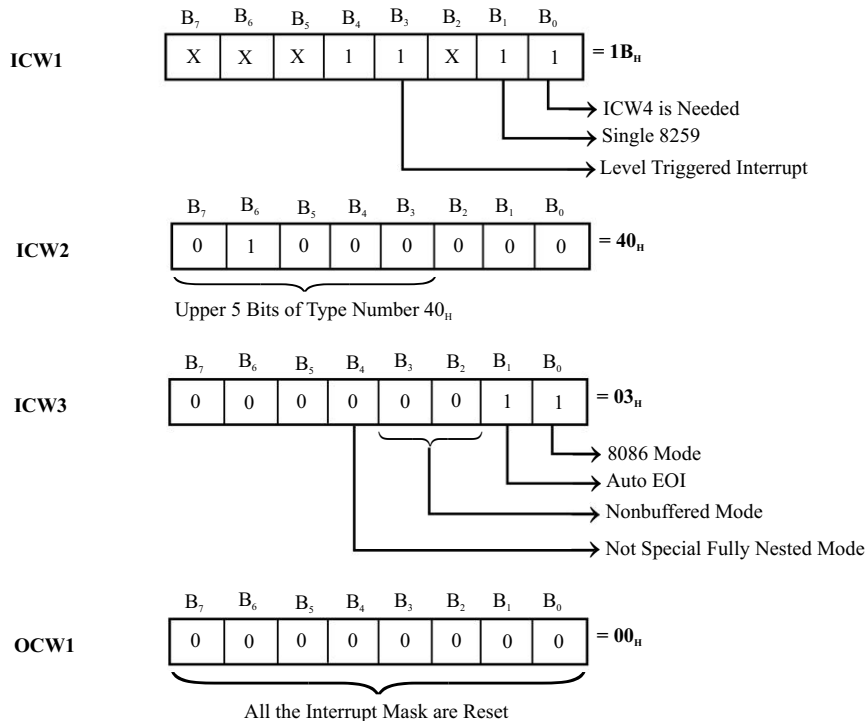 B₇ B₆ B₅ B₄ B₃ B₂ B₁ B₀
ICW1 X X X 1 1 X 1 1 = 1B_H
ICW4 is Needed
Single 8259
Level Triggered Interrupt
B₇ B₆ B₅ B₄ B₃ B₂ B₁ B₀
ICW2 0 1 0 0 0 0 0 0 = 40_H
Upper 5 Bits of Type Number 40_H
B₇ B₆ B₅ B₄ B₃ B₂ B₁ B₀
ICW3 0 0 0 0 0 0 1 1 = 03_H
8086 Mode
Auto EOI
Nonbuffered Mode
Not Special Fully Nested Mode
B₇ B₆ B₅ B₄ B₃ B₂ B₁ B₀
OCW1 0 0 0 0 0 0 0 0 = 00_H
All the Interrupt Mask are Reset